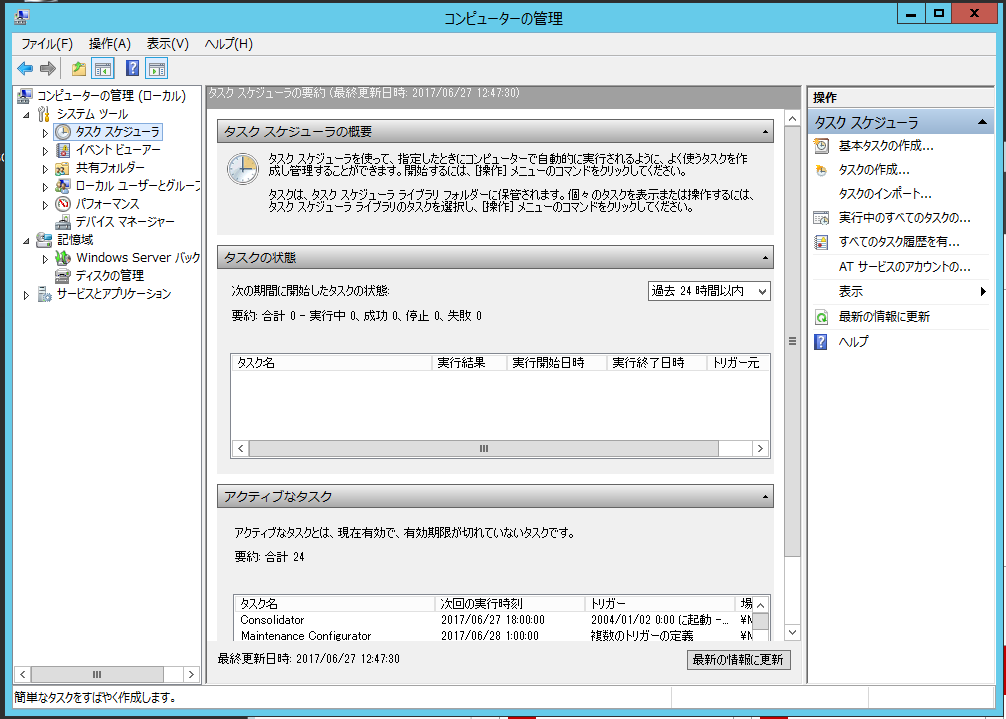 コンピューターの管理
ファイル(F) 操作(A) 表示(V) ヘルプ(H)
コンピューターの管理 (ローカル)
システム ツール
タスク スケジューラ
イベント ビューアー
共有フォルダー
ローカル ユーザーとグルー
パフォーマンス
デバイス マネージャー
記憶域
Windows Server バック
ディスクの管理
サービスとアプリケーション
タスク スケジューラの要約 (最終更新日時: 2017/06/27 12:47:30)
タスク スケジューラの概要
タスク スケジューラを使って、指定したときにコンピューターで自動的に実行されるように、よく使うタスクを作
成し管理することができます。開始するには、[操作] メニューのコマンドをクリックしてください。
タスクは、タスク スケジューラ ライブラリ フォルダーに保管されます。個々のタスクを表示または操作するには、
タスク スケジューラ ライブラリのタスクを選択し、[操作] メニューのコマンドをクリックしてください。
タスクの状態
次の期間に開始したタスクの状態: 過去 24 時間以内
要約: 合計 0 - 実行中 0、成功 0、停止 0、失敗 0
タスク名 実行結果 実行開始日時 実行終了日時 トリガー元
アクティブなタスク
アクティブなタスクとは、現在有効で、有効期限が切れていないタスクです。
要約: 合計 24
タスク名 次回の実行時刻 トリガー 場
Consolidator 2017/06/27 18:00:00 2004/01/02 0:00 に起動 -... ¥M
Maintenance Configurator 2017/06/28 1:00:00 複数のトリガーの定義 ¥M
最終更新日時: 2017/06/27 12:47:30 最新の情報に更新
操作
タスク スケジューラ
基本タスクの作成...
タスクの作成...
タスクのインポート...
実行中のすべてのタスクの...
すべてのタスク履歴を有...
AT サービスのアカウントの...
表示
最新の情報に更新
ヘルプ
簡単なタスクをすばやく作成します。